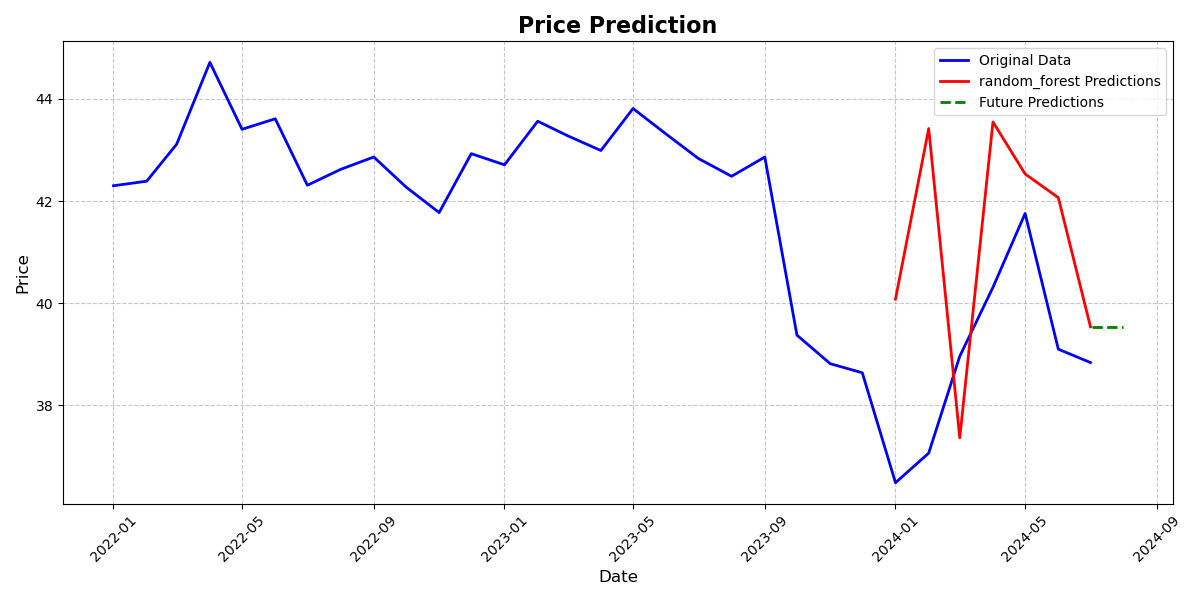 Price Prediction
Original Data
random_forest Predictions
Future Predictions
Price
44
42
40
38
2022-01
2022-05
2022-09
2023-01
2023-05
2023-09
2024-01
2024-05
2024-09
Date